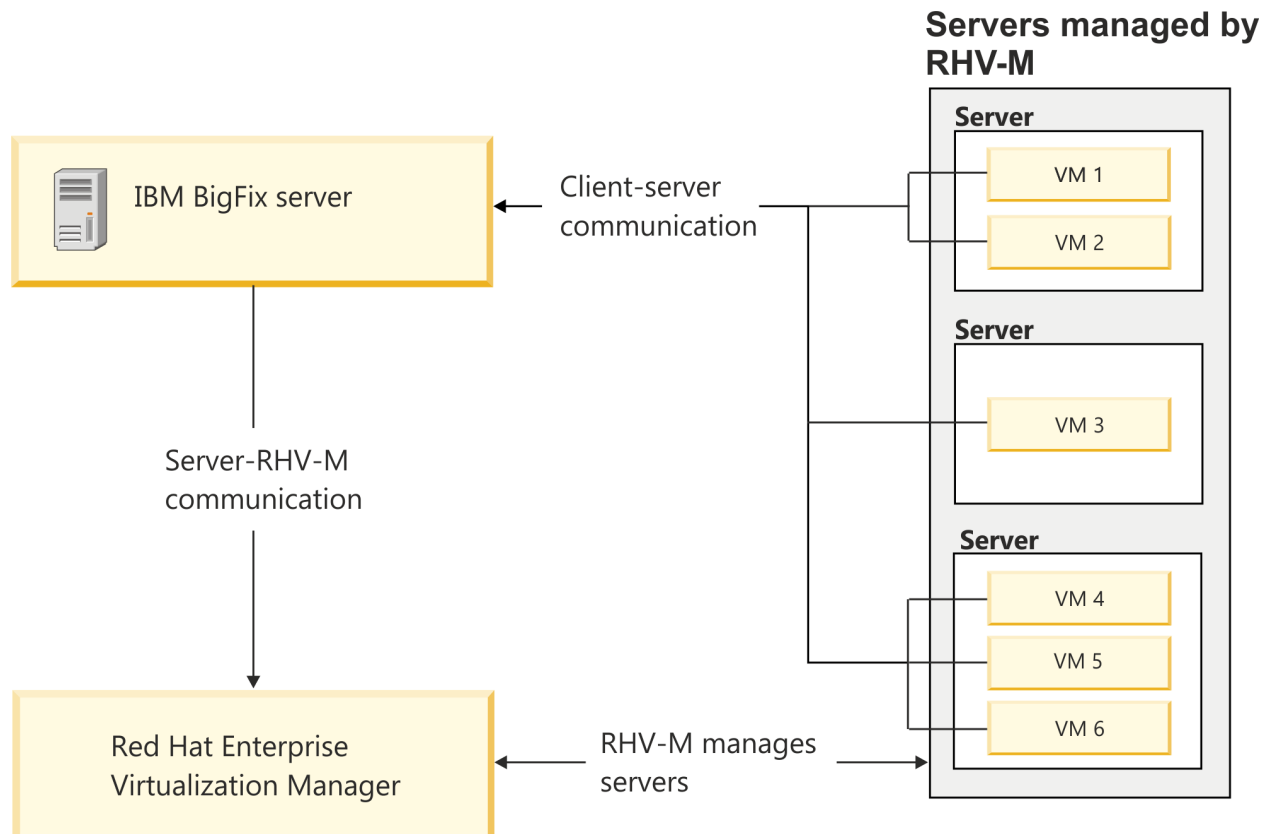 Servers managed by
RHV-M
Server
VM 1
VM 2
IBM BigFix server
Client-server
communication
Server
VM 3
Server-RHV-M
communication
Server
VM 4
VM 5
VM 6
Red Hat Enterprise
Virtualization Manager
RHV-M manages
servers